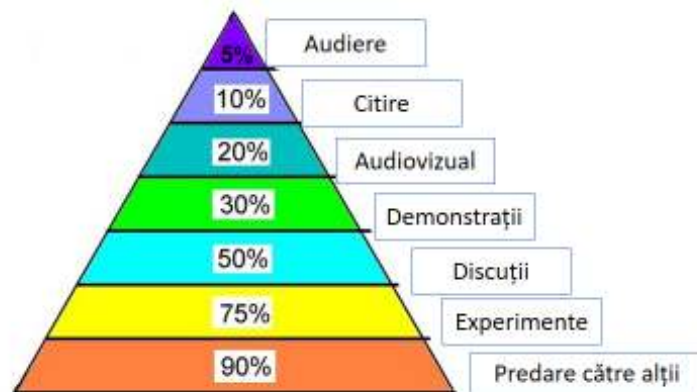 5% Audiere
10% Citire
20% Audiovizual
30% Demonstrații
50% Discuții
75% Experimente
90% Predare către alții